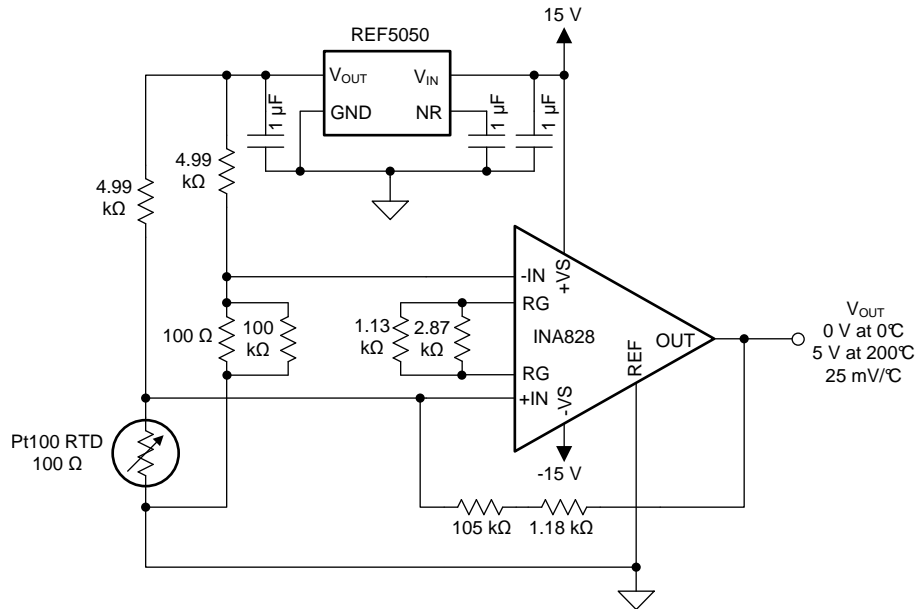 REF5050
15 V
VOUT
VIN
GND
NR
1 µF
1 µF
1 µF
4.99
kΩ
4.99
kΩ
-IN
+VS
RG
100 Ω
100
kΩ
1.13
kΩ
2.87
kΩ
INA828
OUT
REF
RG
+IN
-VS
VOUT
0 V at 0°C
5 V at 200°C
25 mV/°C
Pt100 RTD
100 Ω
-15 V
105 kΩ
1.18 kΩ